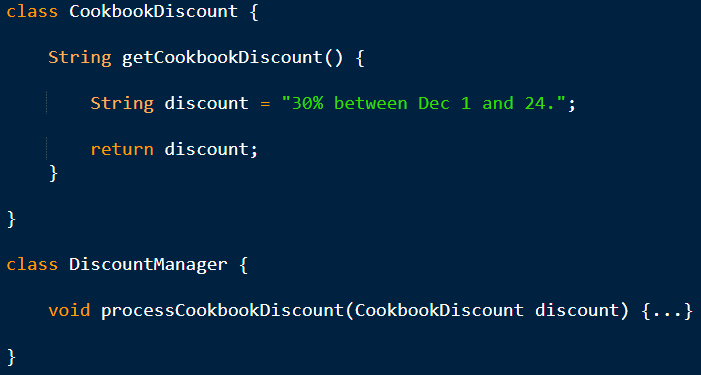 class CookbookDiscount {
String getCookbookDiscount() {
String discount = "30% between Dec 1 and 24.";
return discount;
}
}
class DiscountManager {
void processCookbookDiscount(CookbookDiscount discount) {...}
}